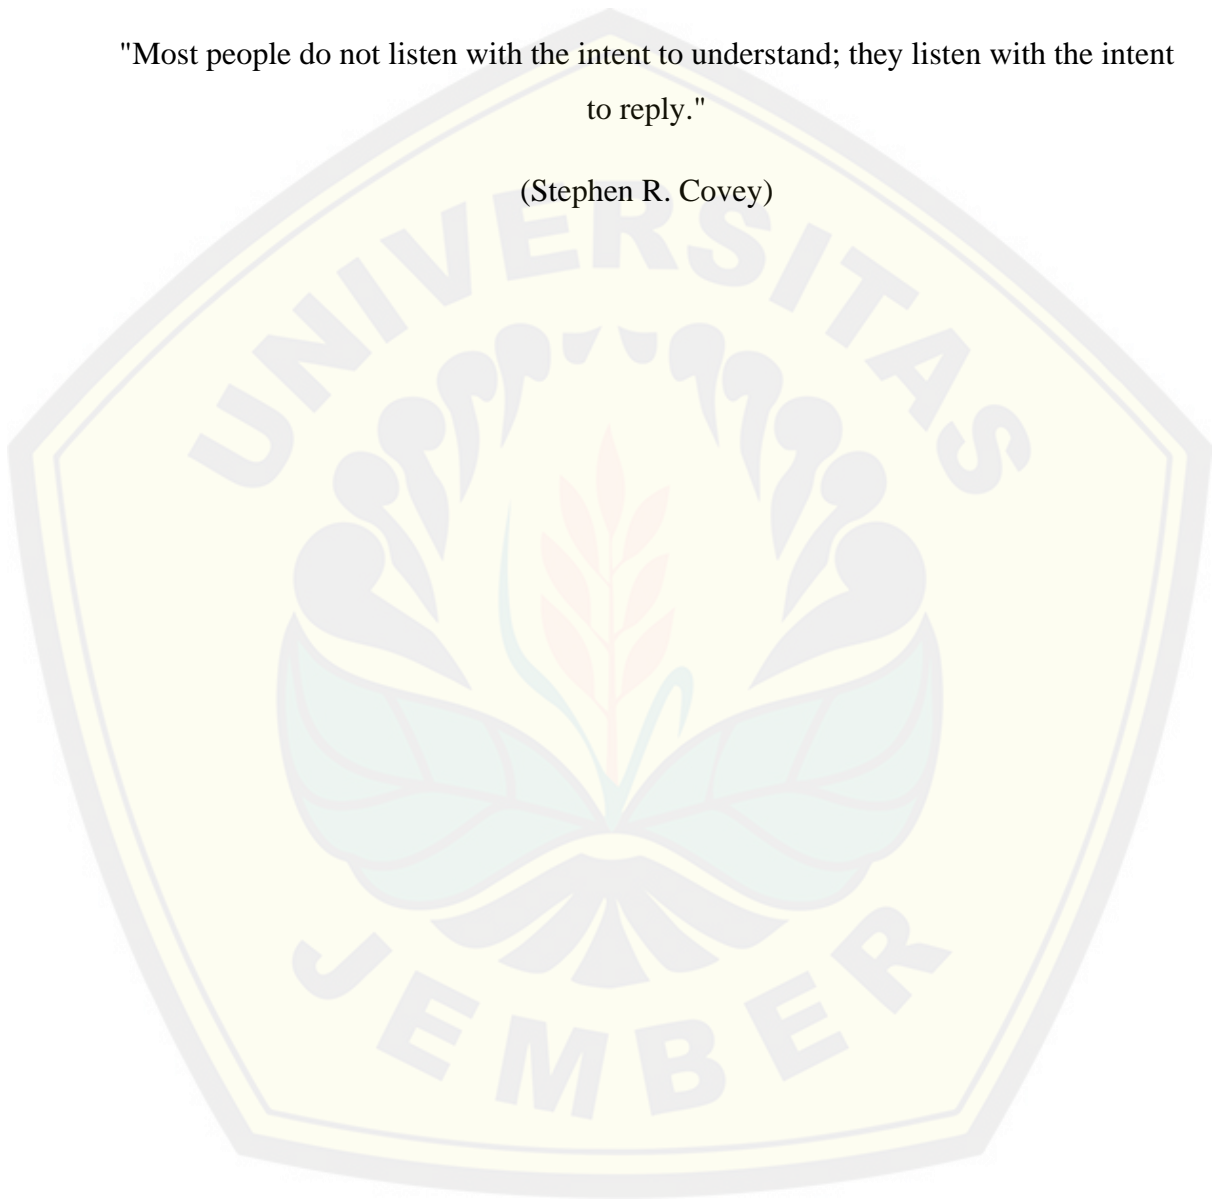 "Most people do not listen with the intent to understand; they listen with the intent
to reply."
(Stephen R. Covey)
UNIVERSITAS
JEMBER